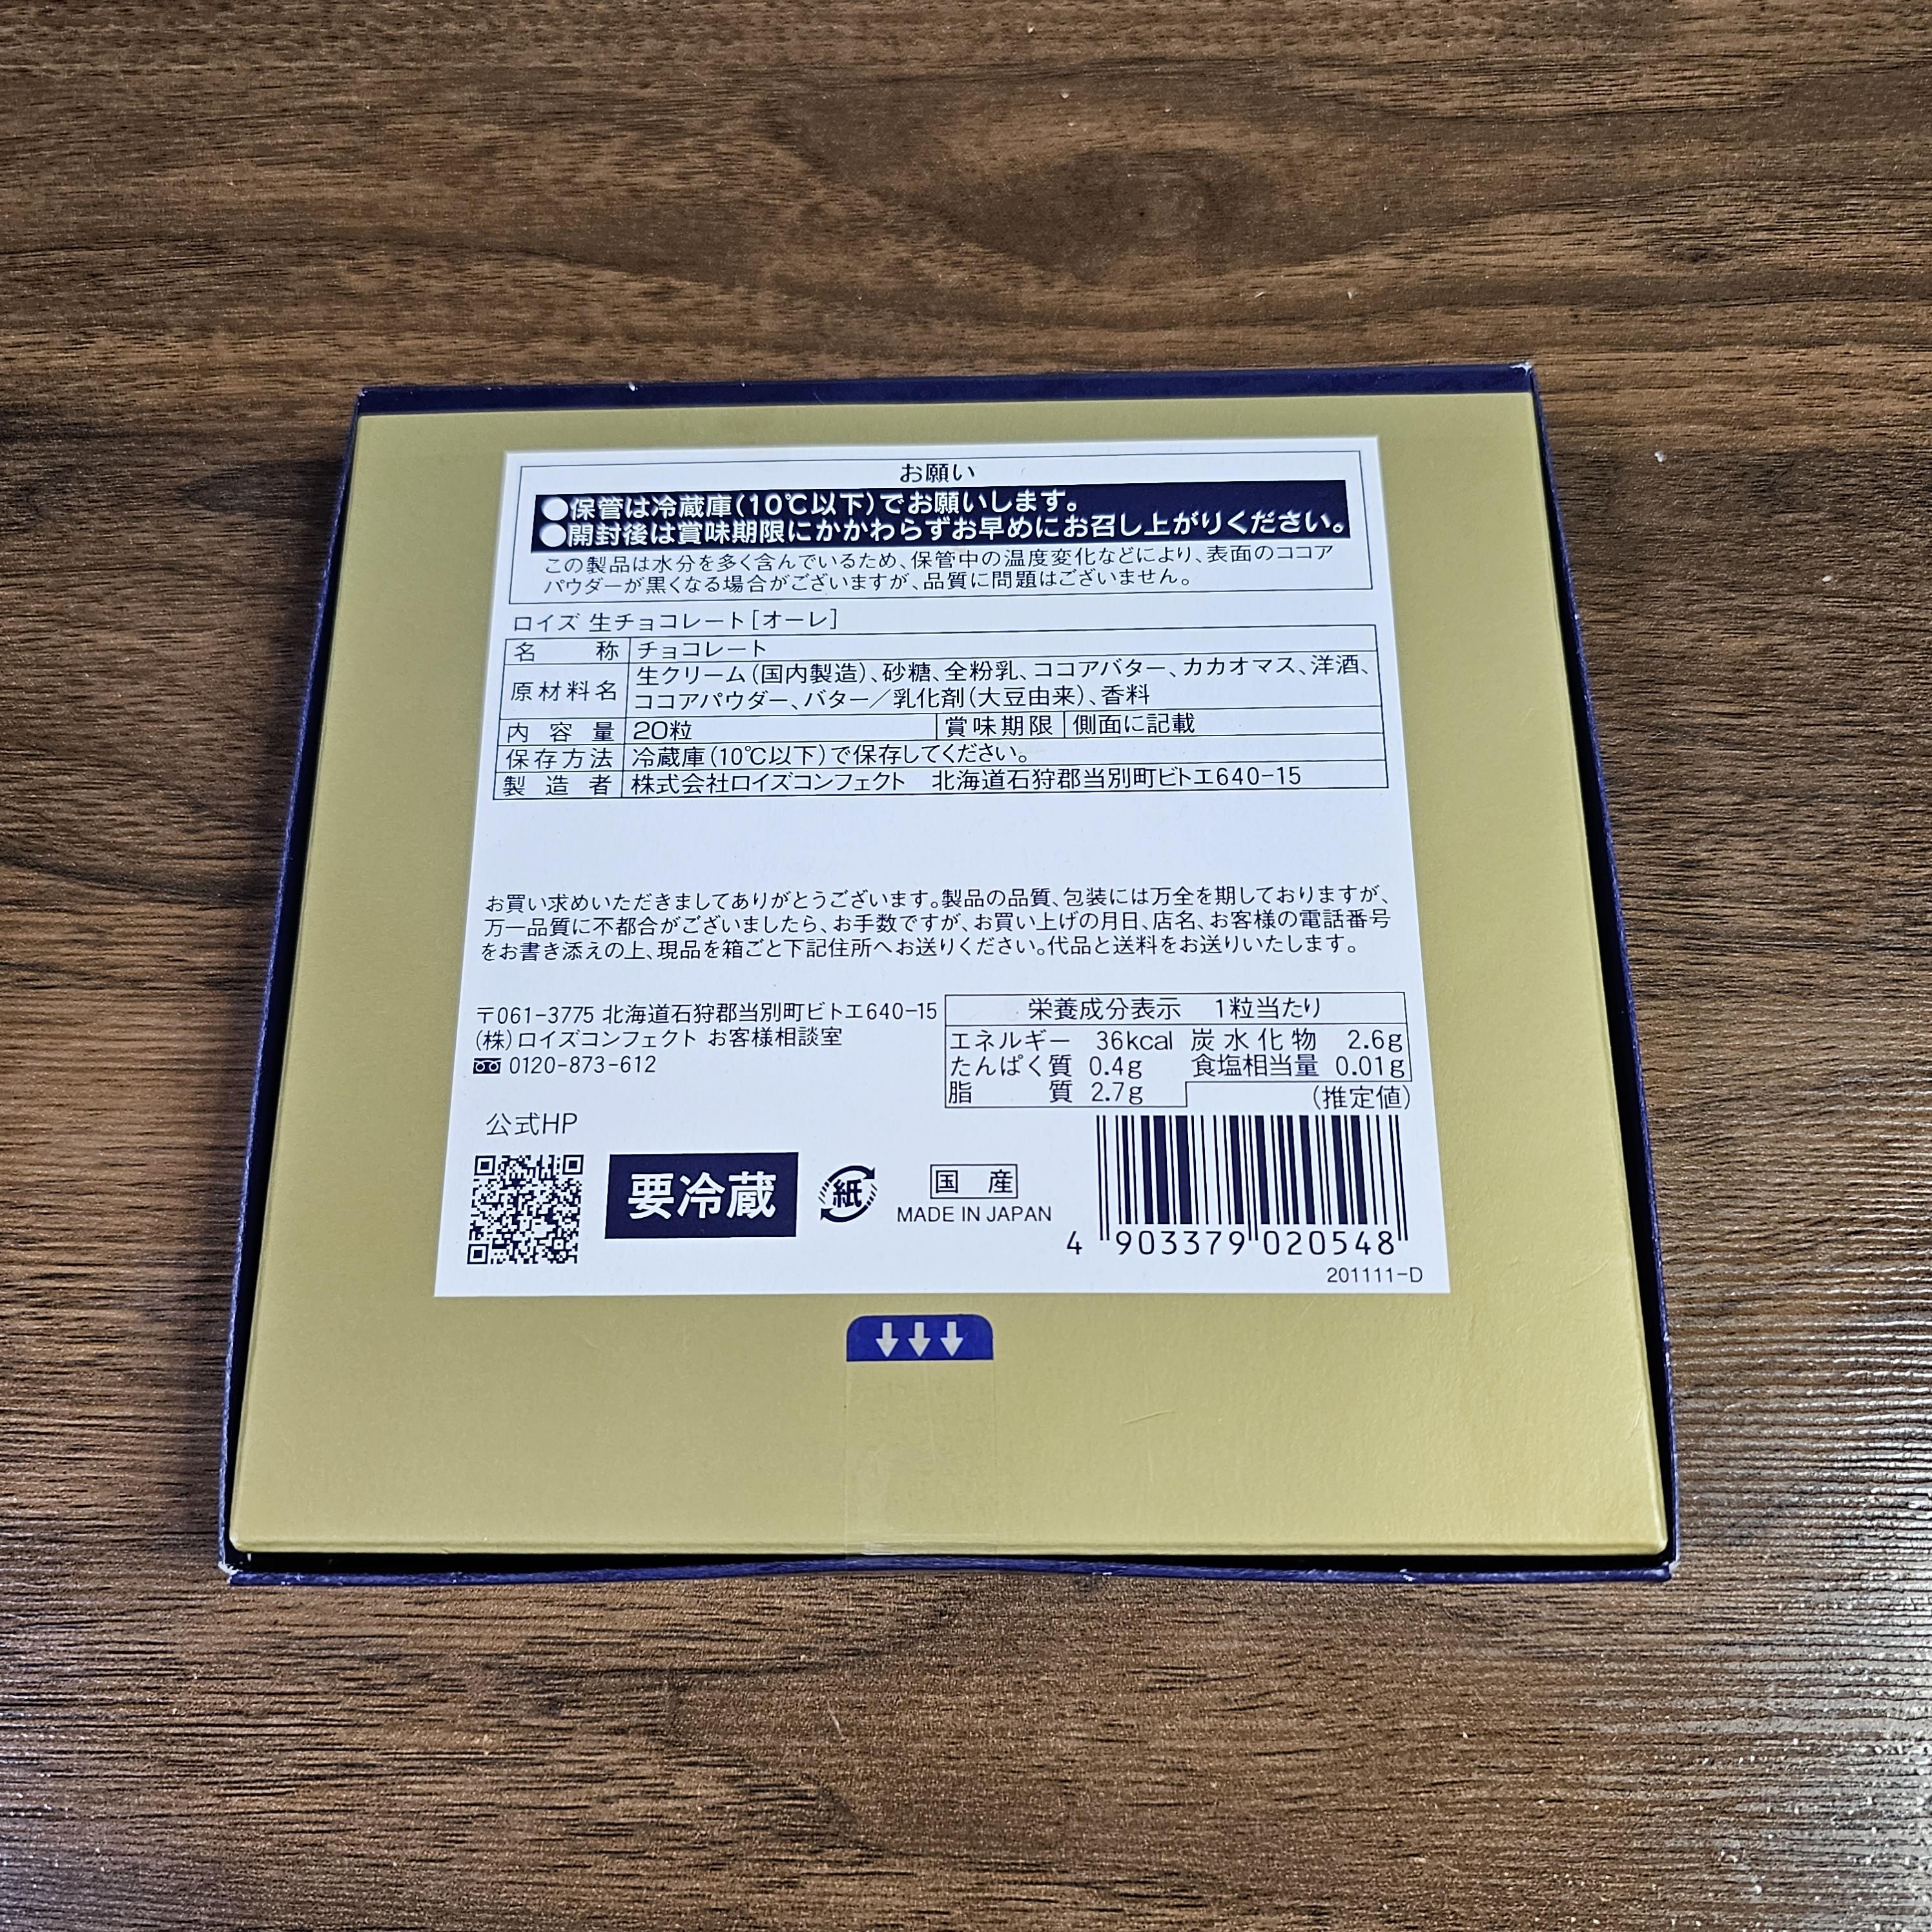 お願い
●保管は冷蔵庫(10℃以下)でお願いします。
●開封後は賞味期限にかかわらずお早めにお召し上がりください。
この製品は水分を多く含んでいるため、保管中の温度変化などにより、表面のココア
パウダーが黒くなる場合がございますが、品質に問題はございません。
ロイズ 生チョコレート[オーレ]
名称 チョコレート
原材料名 生クリーム(国内製造)、砂糖、全粉乳、ココアバター、カカオマス、洋酒、
ココアパウダー、バター/乳化剤(大豆由来)、香料
内容量 20粒 賞味期限 側面に記載
保存方法 冷蔵庫(10℃以下)で保存してください。
製造者 株式会社ロイズコンフェクト 北海道石狩郡当別町ビトエ640-15
お買い求めいただきましてありがとうございます。製品の品質、包装には万全を期しておりますが、
万一品質に不都合がございましたら、お手数ですが、お買い上げの月日、店名、お客様の電話番号
をお書き添えの上、現品を箱ごと下記住所へお送りください。代品と送料をお送りいたします。
〒061-3775 北海道石狩郡当別町ビトエ640-15
(株)ロイズコンフェクト お客様相談室
0120-873-612
栄養成分表示 1粒当たり
エネルギー 36kcal 炭水化物 2.6g
たんぱく質 0.4g 食塩相当量 0.01g
脂質 2.7g
(推定値)
公式HP
要冷蔵
紙
国産
MADE IN JAPAN
4 903379 020548
201111-D